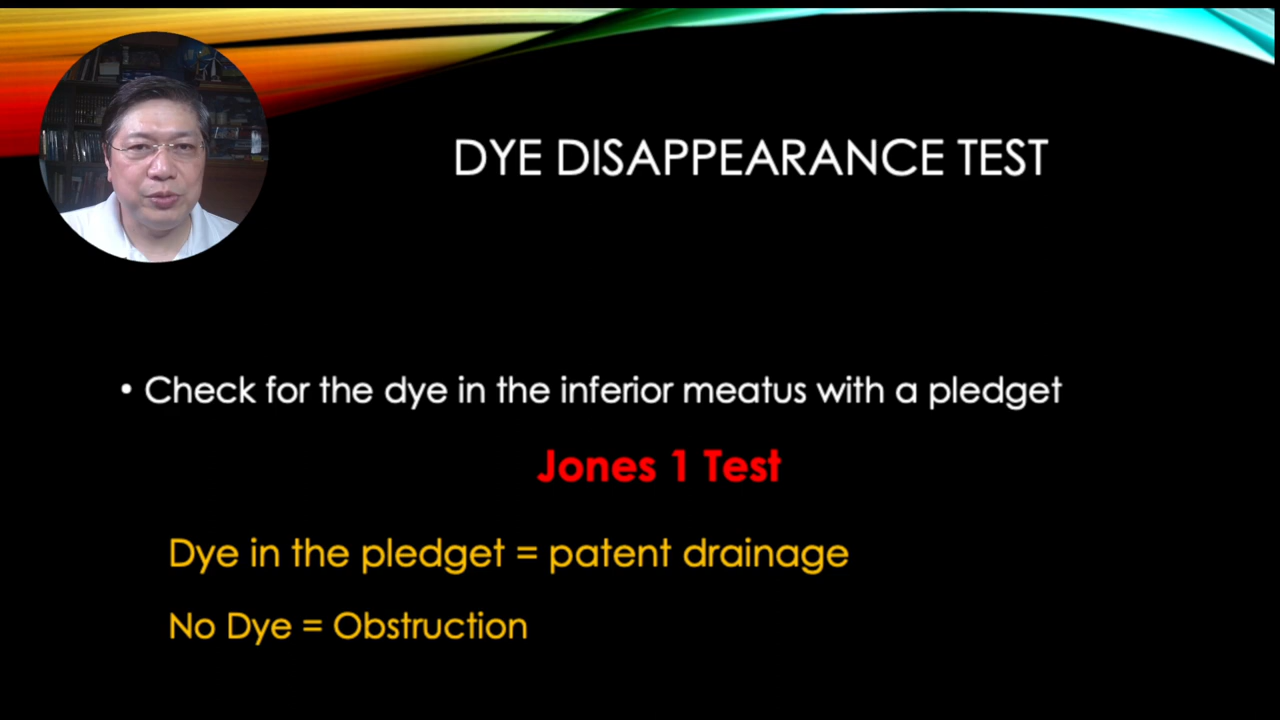 DYE DISAPPEARANCE TEST
• Check for the dye in the inferior meatus with a pledget
Jones 1 Test
Dye in the pledget = patent drainage
No Dye = Obstruction